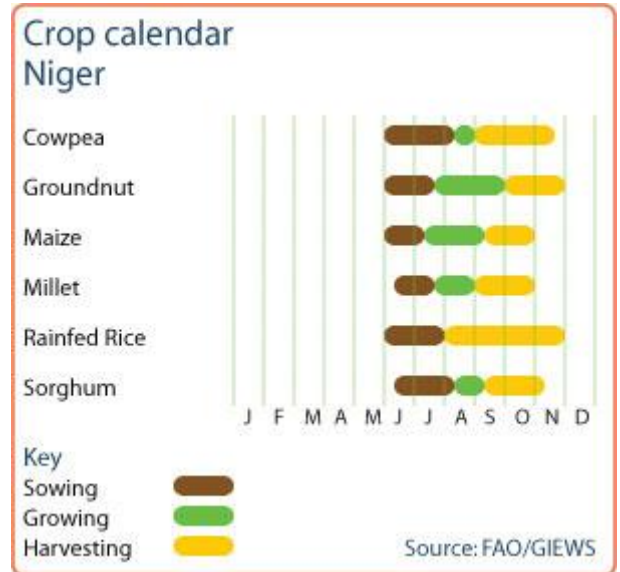 Crop calendar
Niger
Cowpea
Groundnut
Maize
Millet
Rainfed Rice
Sorghum
J F M A M J J A S O N D
Key
Sowing
Growing
Harvesting
Source: FAO/GIEWS